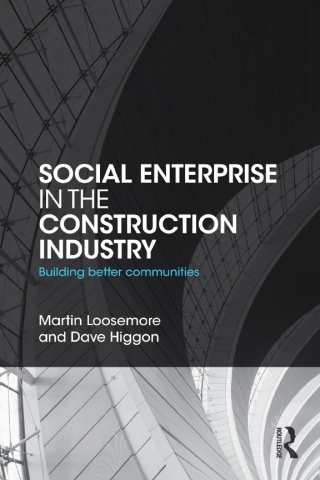 SOCIAL ENTERPRISE
IN THE
CONSTRUCTION
INDUSTRY
Building better communities
Martin Loosemore
and Dave Higgon
ROUTLEDGE